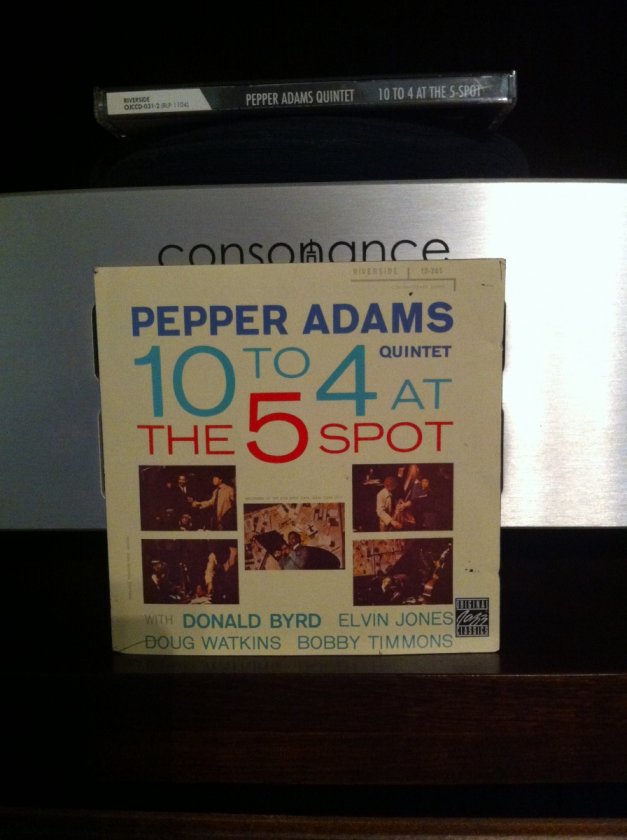 RIVERSIDE
OJCCD-031-2 (RLP 1104)
PEPPER ADAMS QUINTET 10 TO 4 AT THE 5-SPOT
consonance
RIVERSIDE 12-265
PEPPER ADAMS
QUINTET
10 TO 4 AT
THE 5 SPOT
WITH DONALD BYRD ELVIN JONES
DOUG WATKINS BOBBY TIMMONS
ORIGINAL
Jazz
CLASSICS